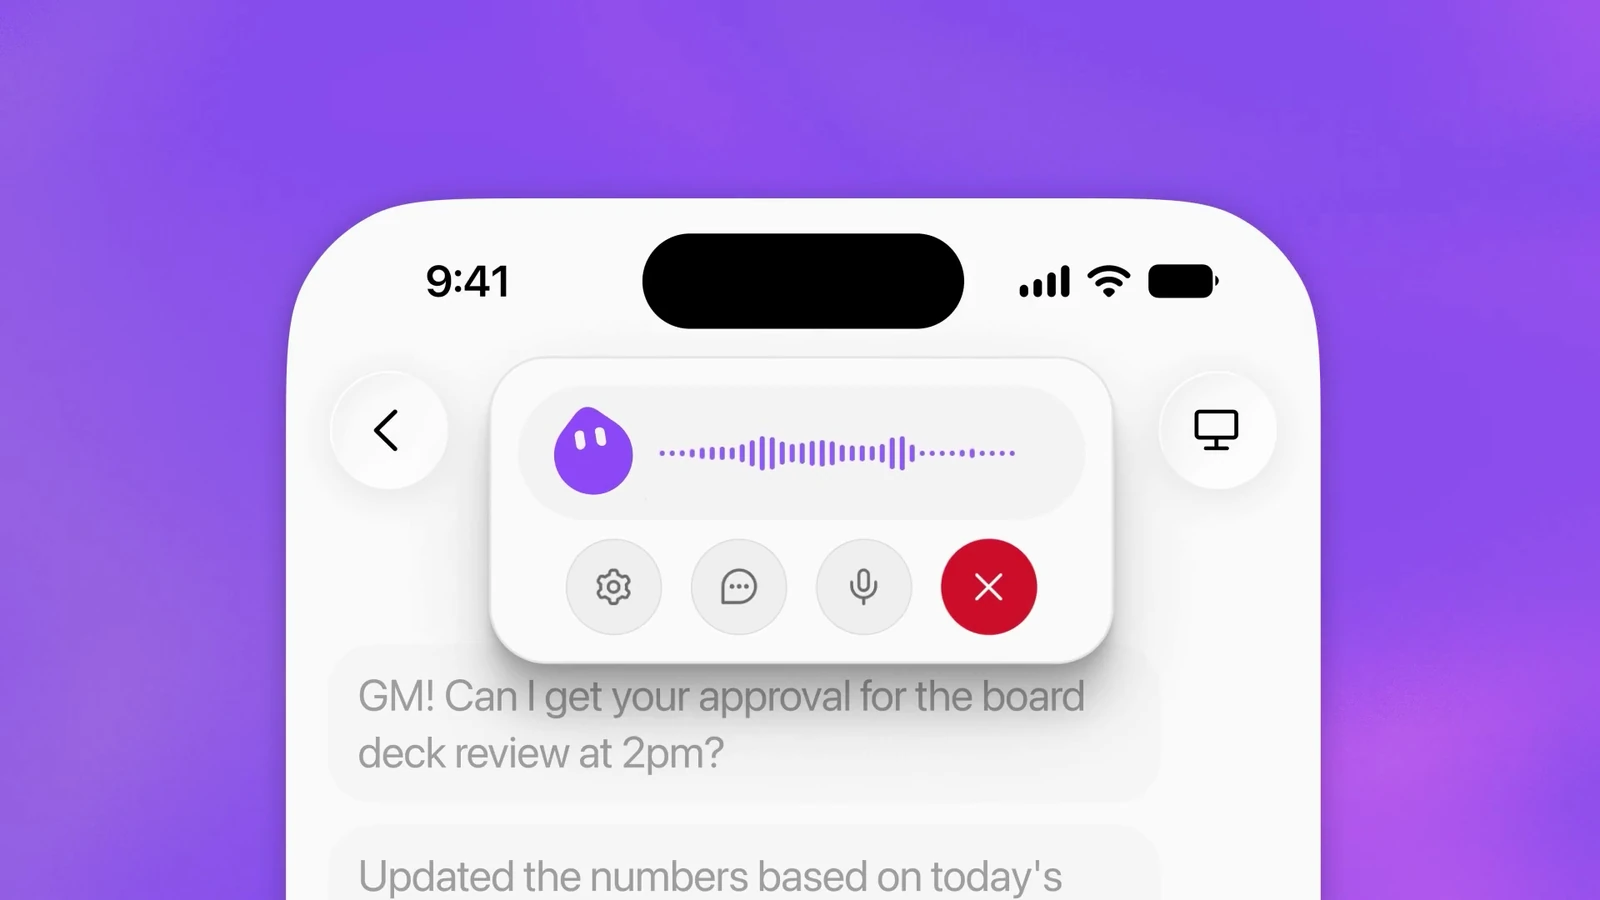 9:41
GM! Can I get your approval for the board
deck review at 2pm?
Updated the numbers based on today's